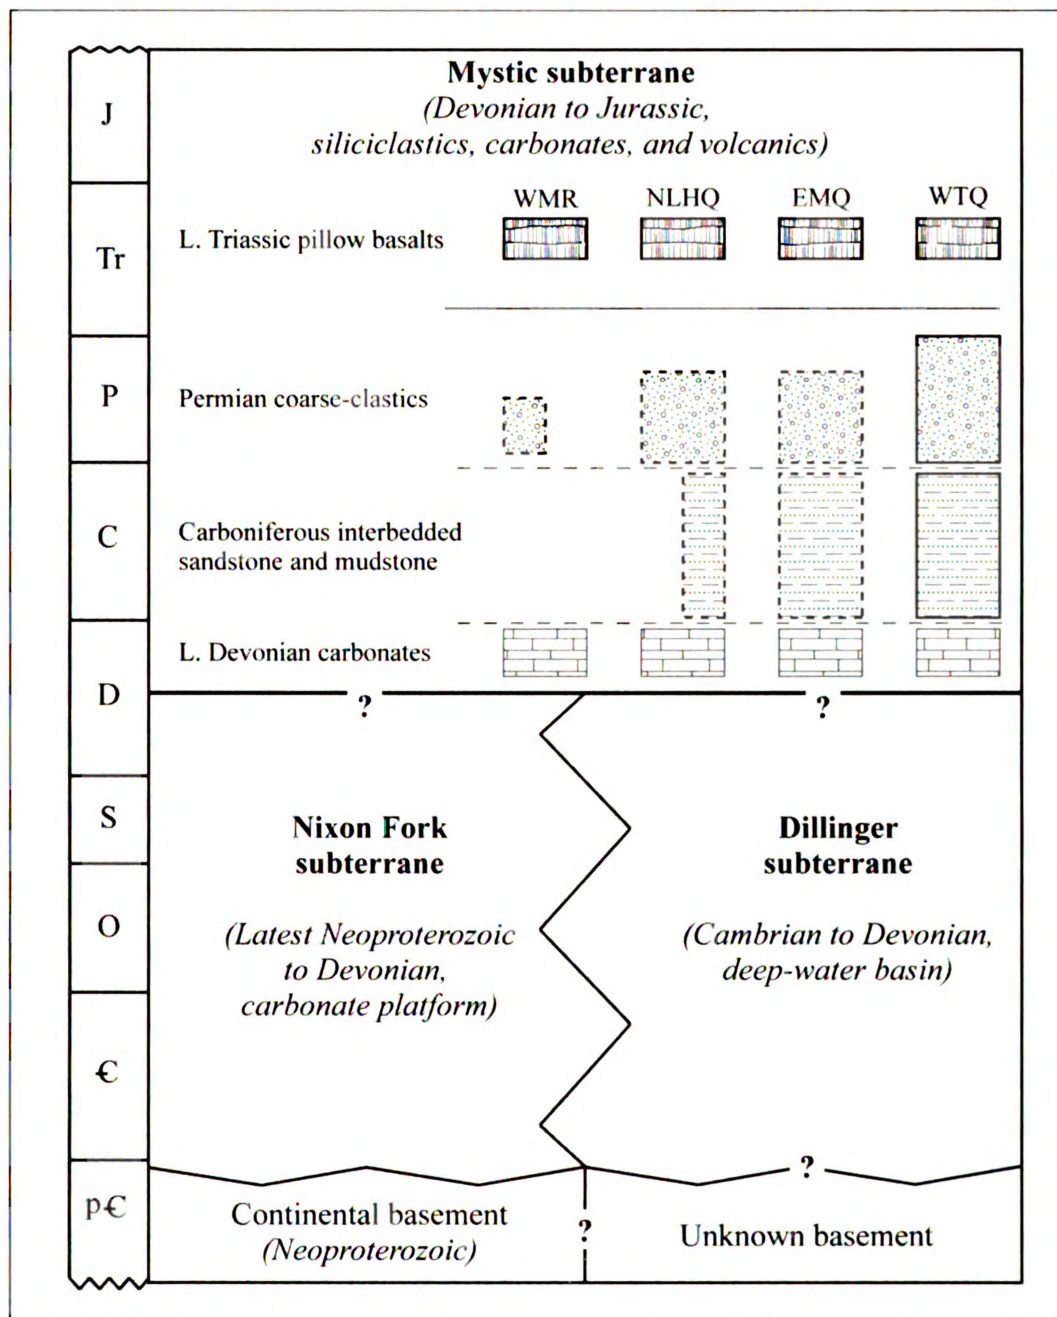 J
Tr
P
C
D
S
O
Є
pЄ
Mystic subterrane
(Devonian to Jurassic,
siliciclastics, carbonates, and volcanics)
WMR NLHQ EMQ WTQ
L. Triassic pillow basalts
Permian coarse-clastics
Carboniferous interbedded
sandstone and mudstone
L. Devonian carbonates
? ?
Nixon Fork
subterrane
(Latest Neoproterozoic
to Devonian,
carbonate platform)
Dillinger
subterrane
(Cambrian to Devonian,
deep-water basin)
?
Continental basement
(Neoproterozoic)
?
Unknown basement